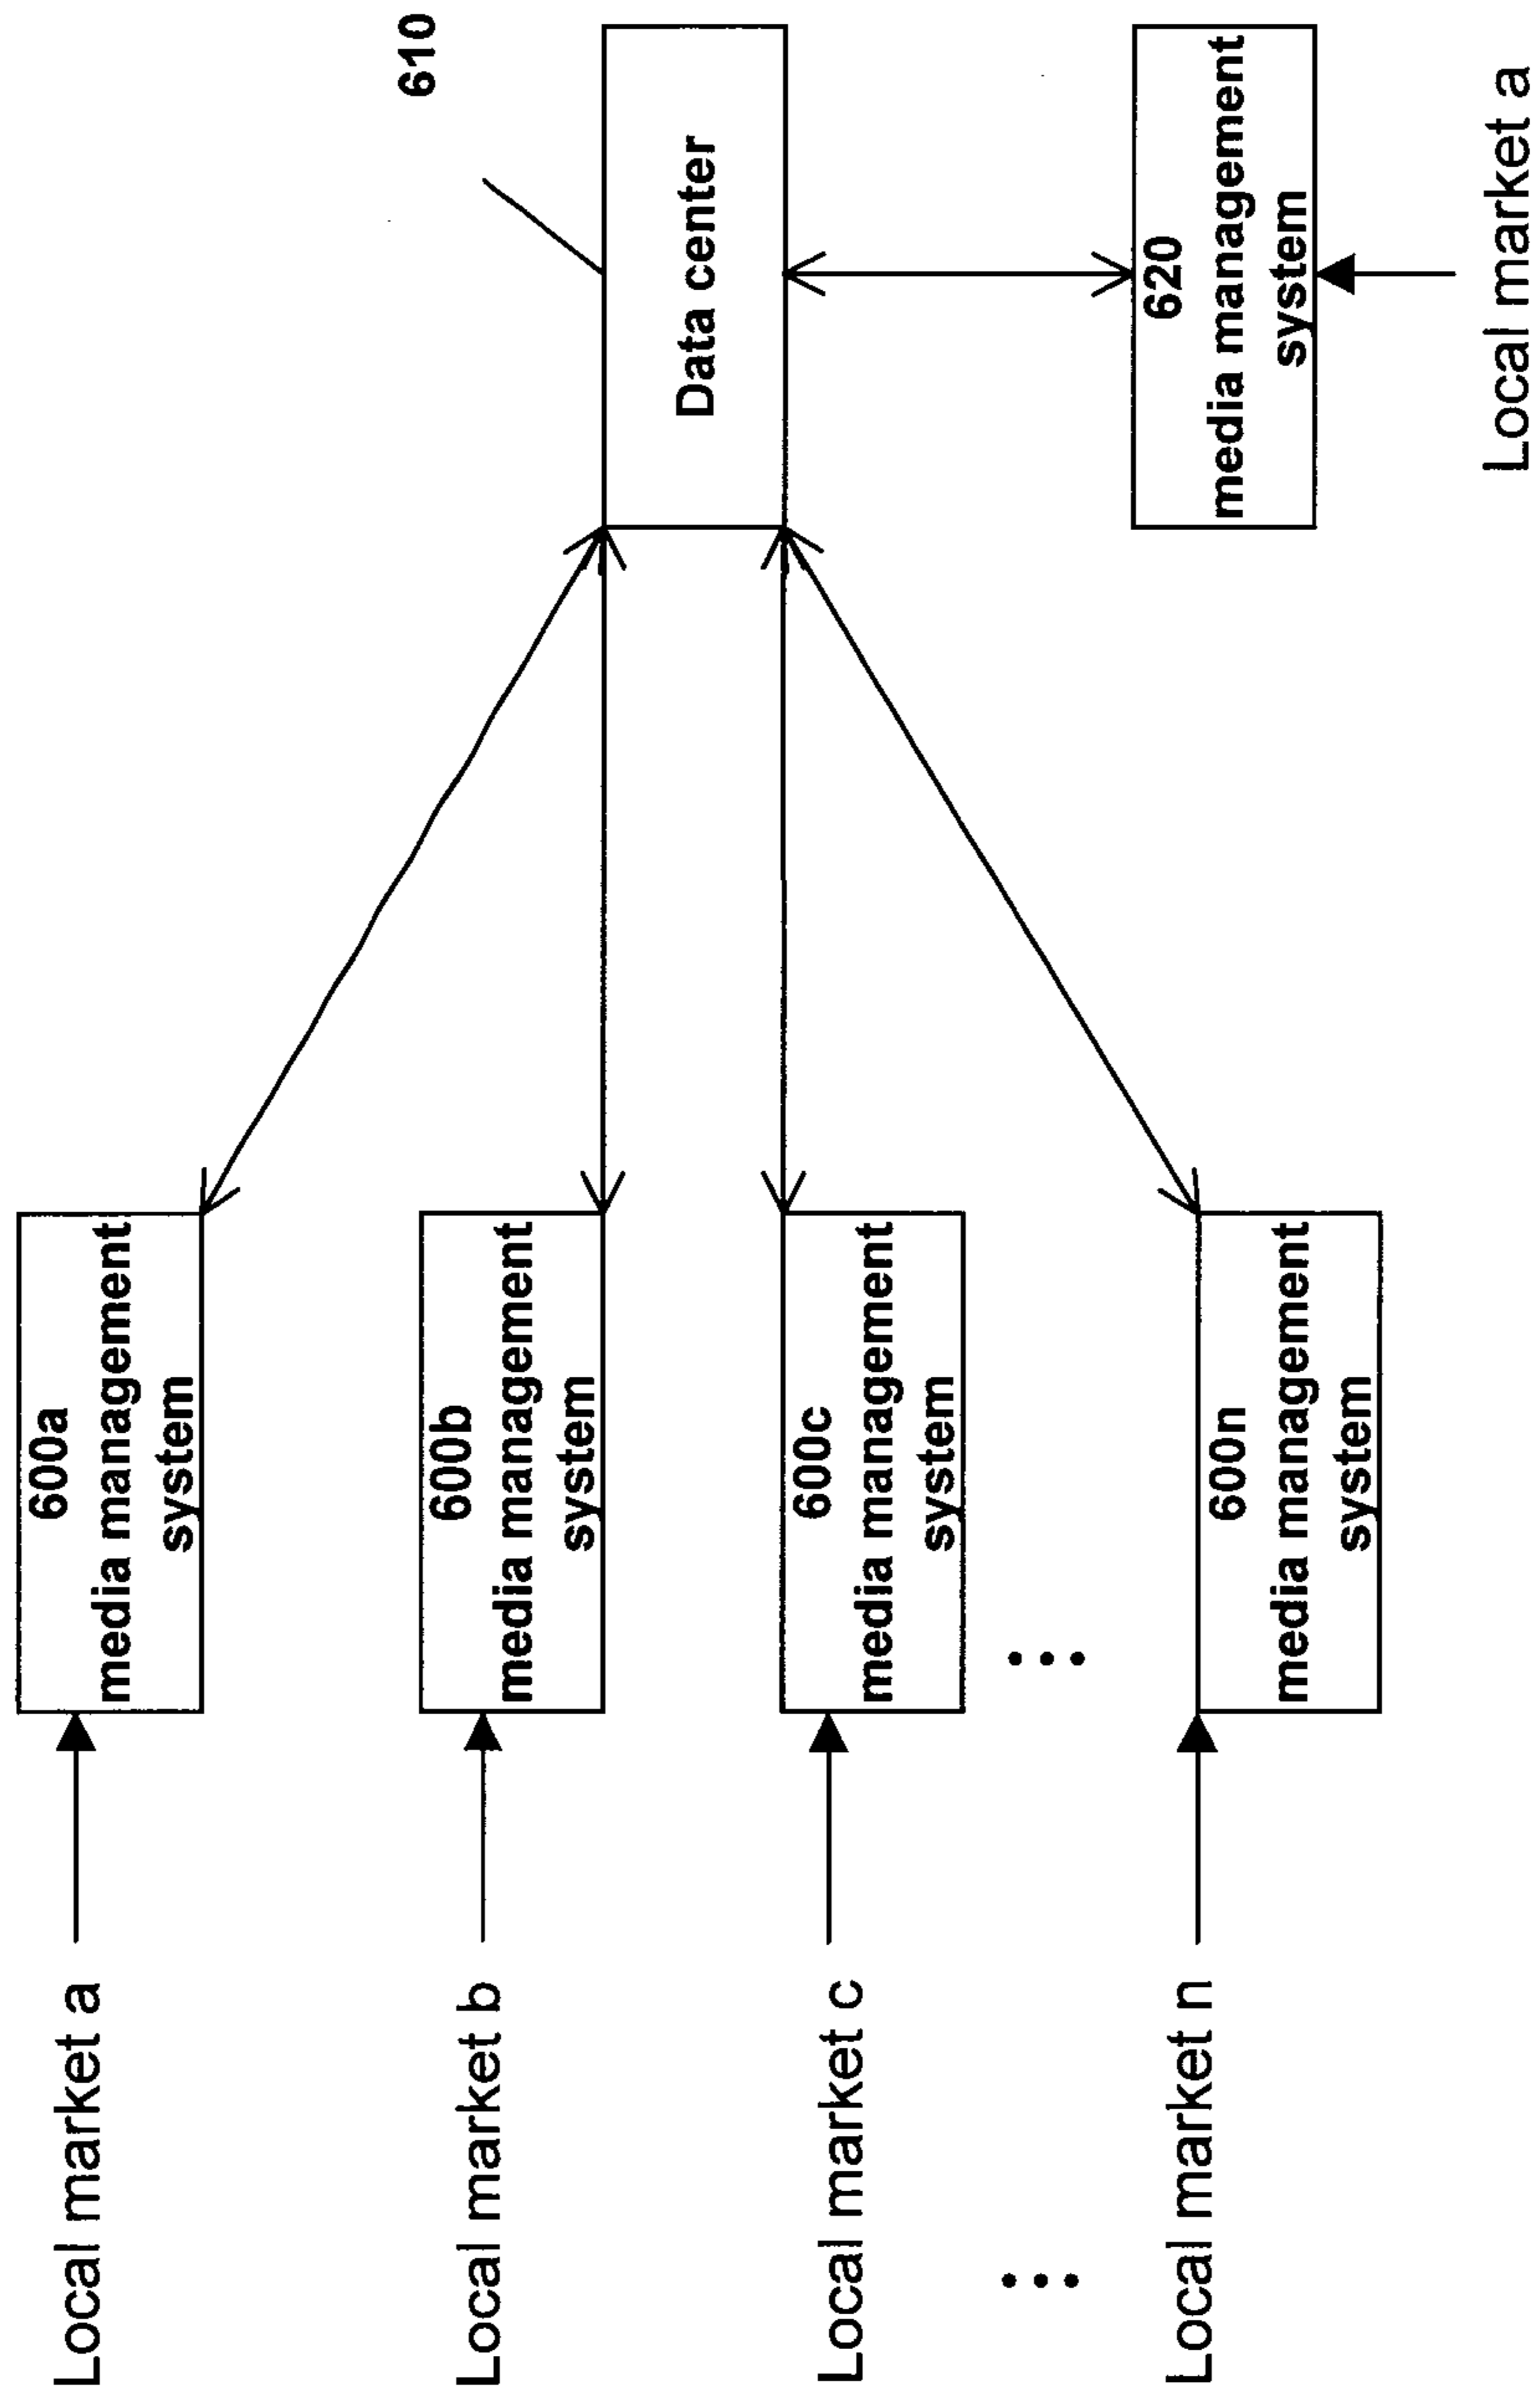 Local market a
600a
media management
system
610
Local market b
600b
media management
system
Data center
Local market c
600c
media management
system
...
...
Local market n
600n
media management
system
620
media management
system
Local market a